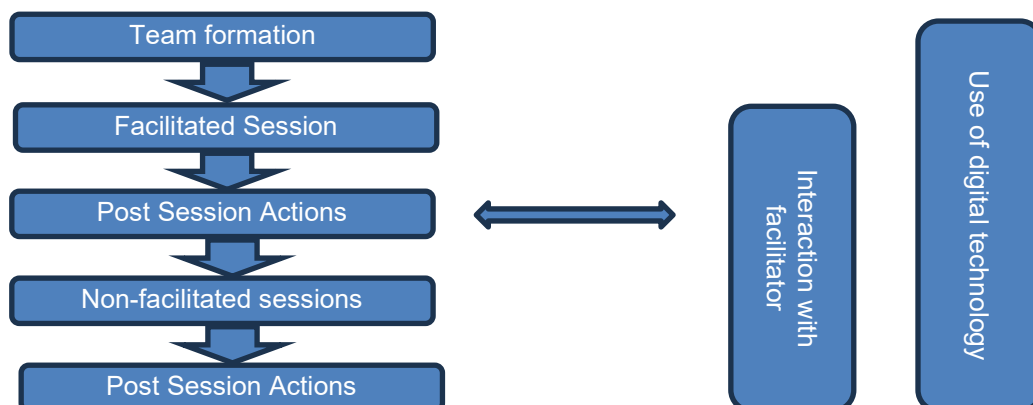 Team formation
Facilitated Session
Post Session Actions
Non-facilitated sessions
Post Session Actions
Interaction with
facilitator
Use of digital technology